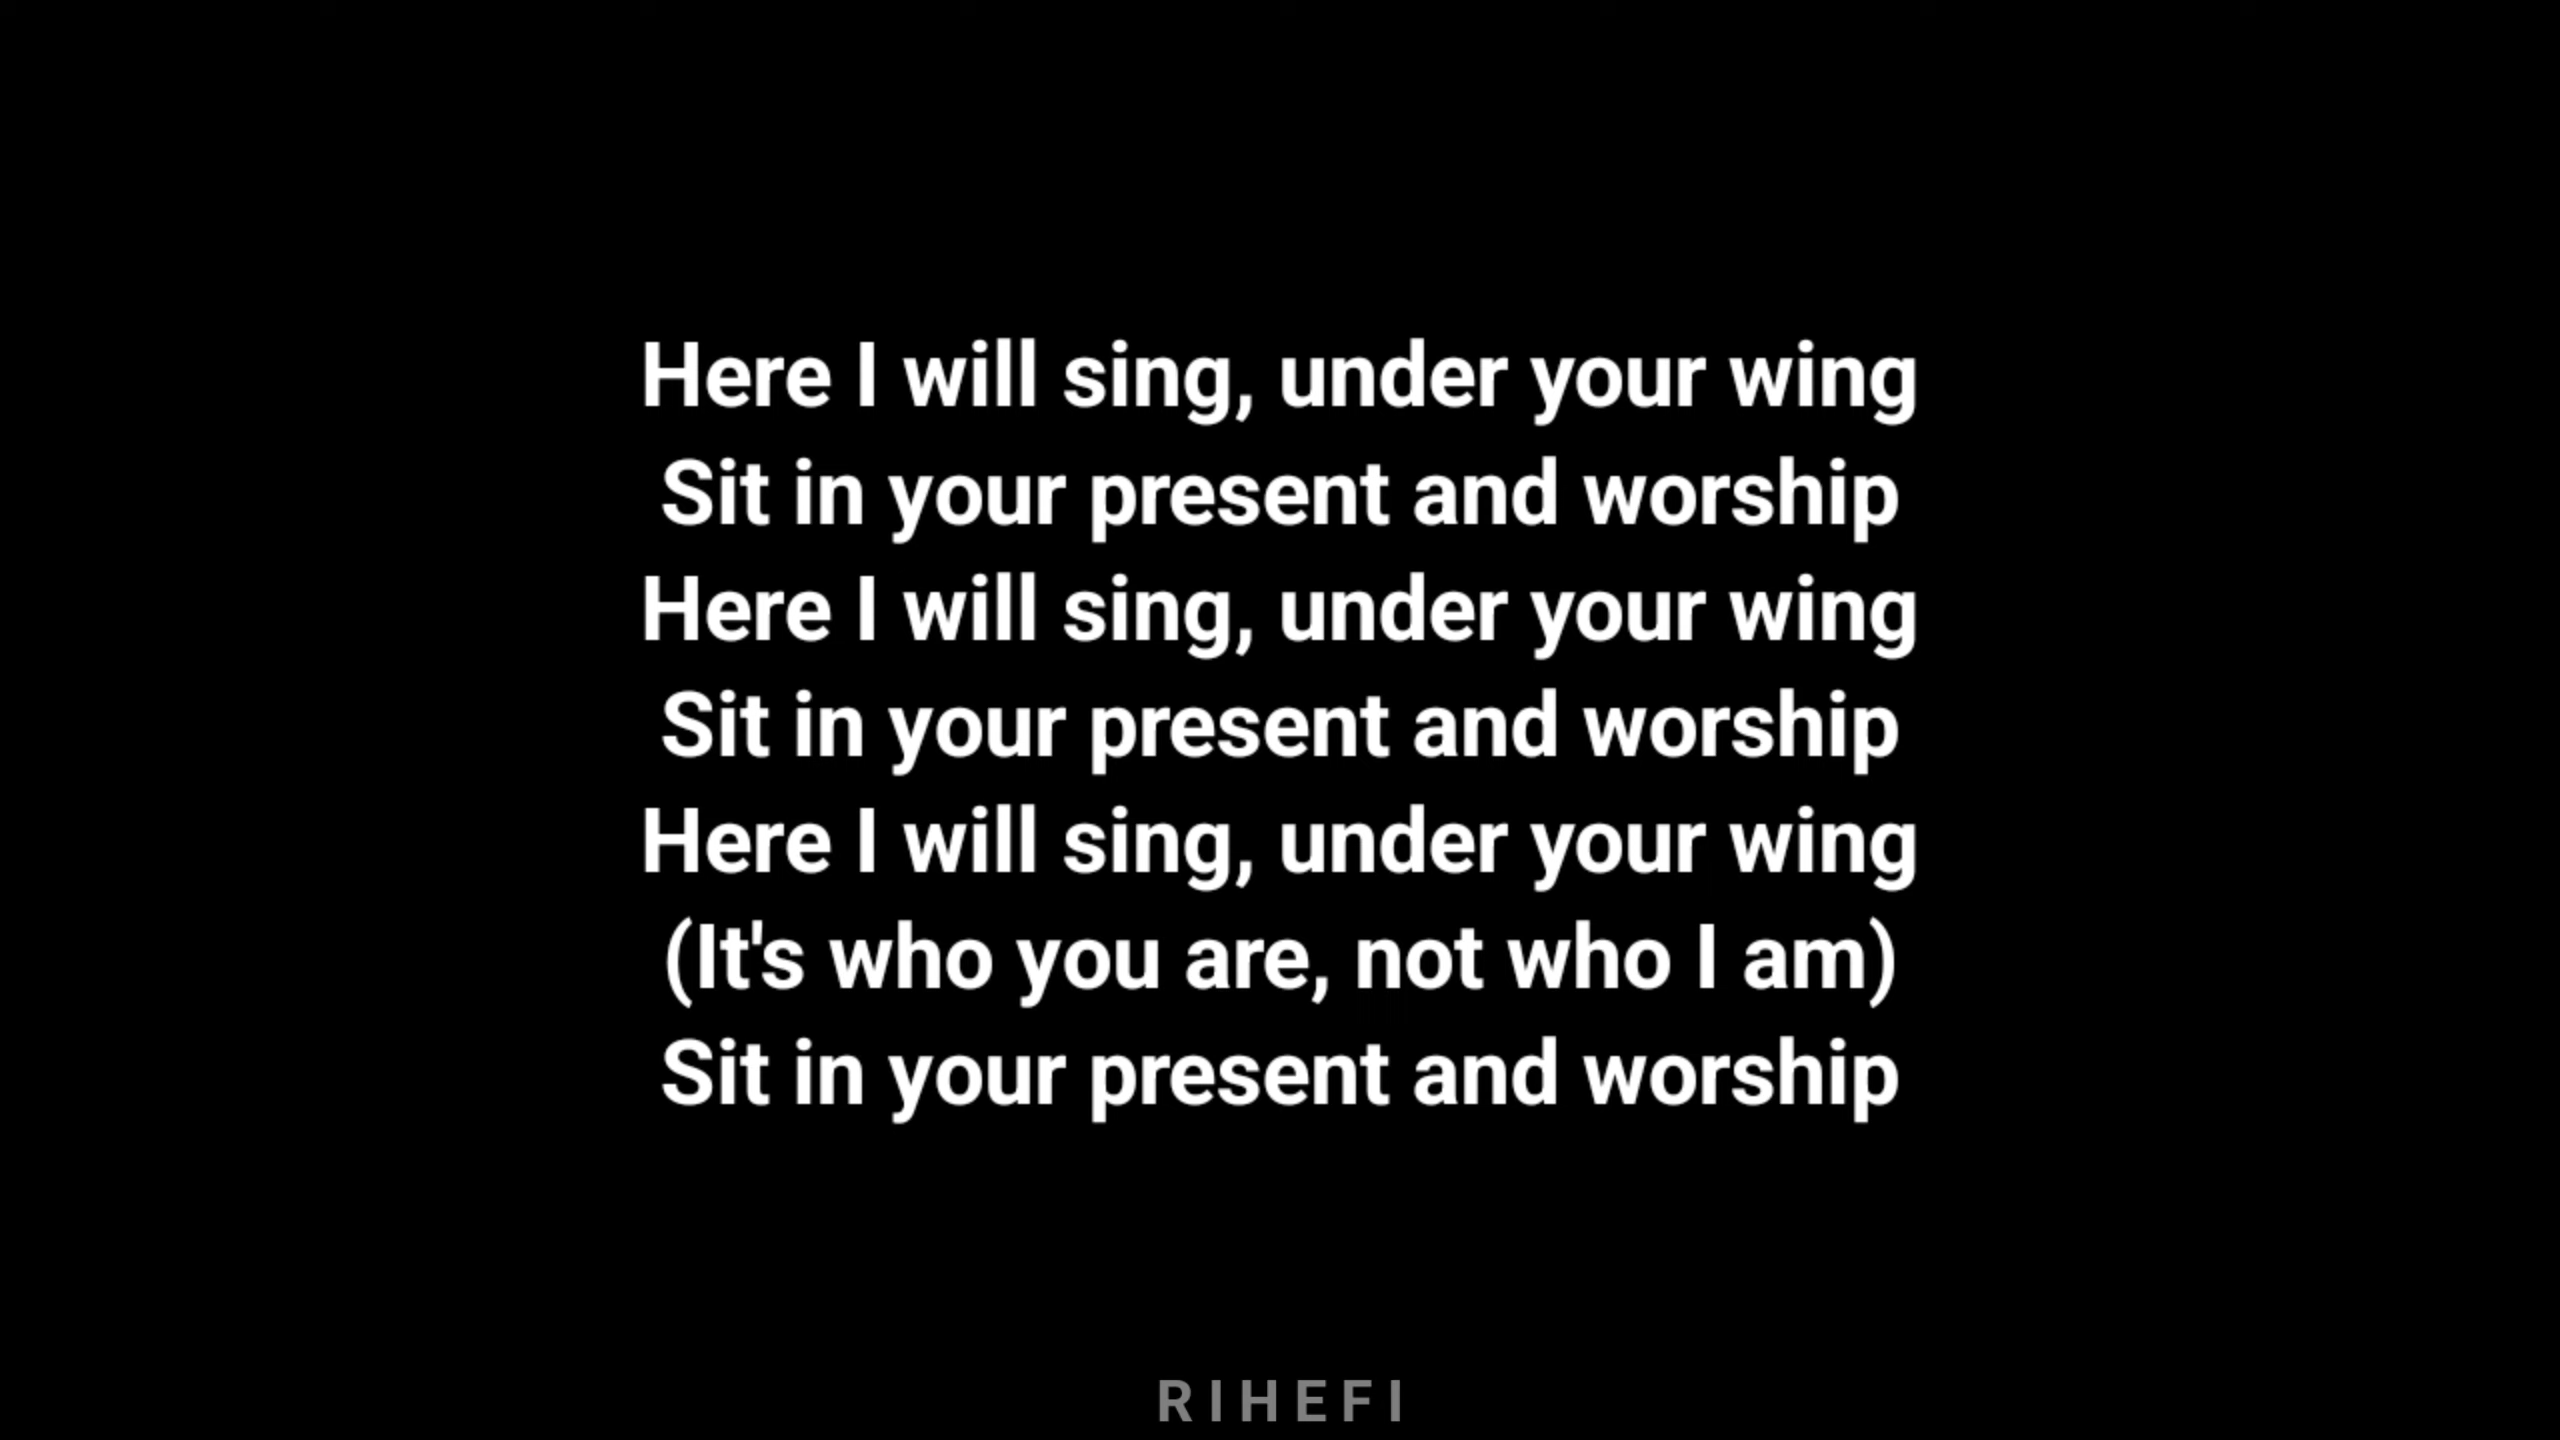 Here I will sing, under your wing
Sit in your present and worship
Here I will sing, under your wing
Sit in your present and worship
Here I will sing, under your wing
(It's who you are, not who I am)
Sit in your present and worship
RIHEFI